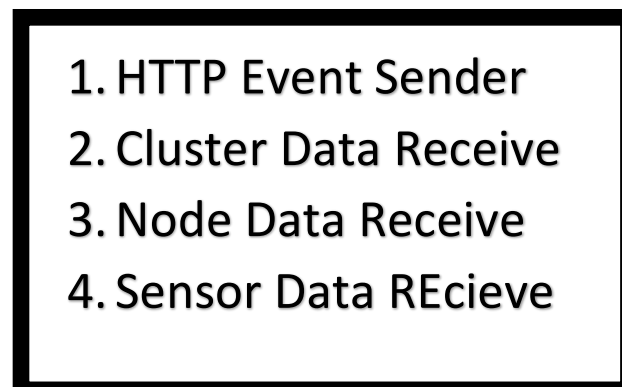 1. HTTP Event Sender
2. Cluster Data Receive
3. Node Data Receive
4. Sensor Data REcieve